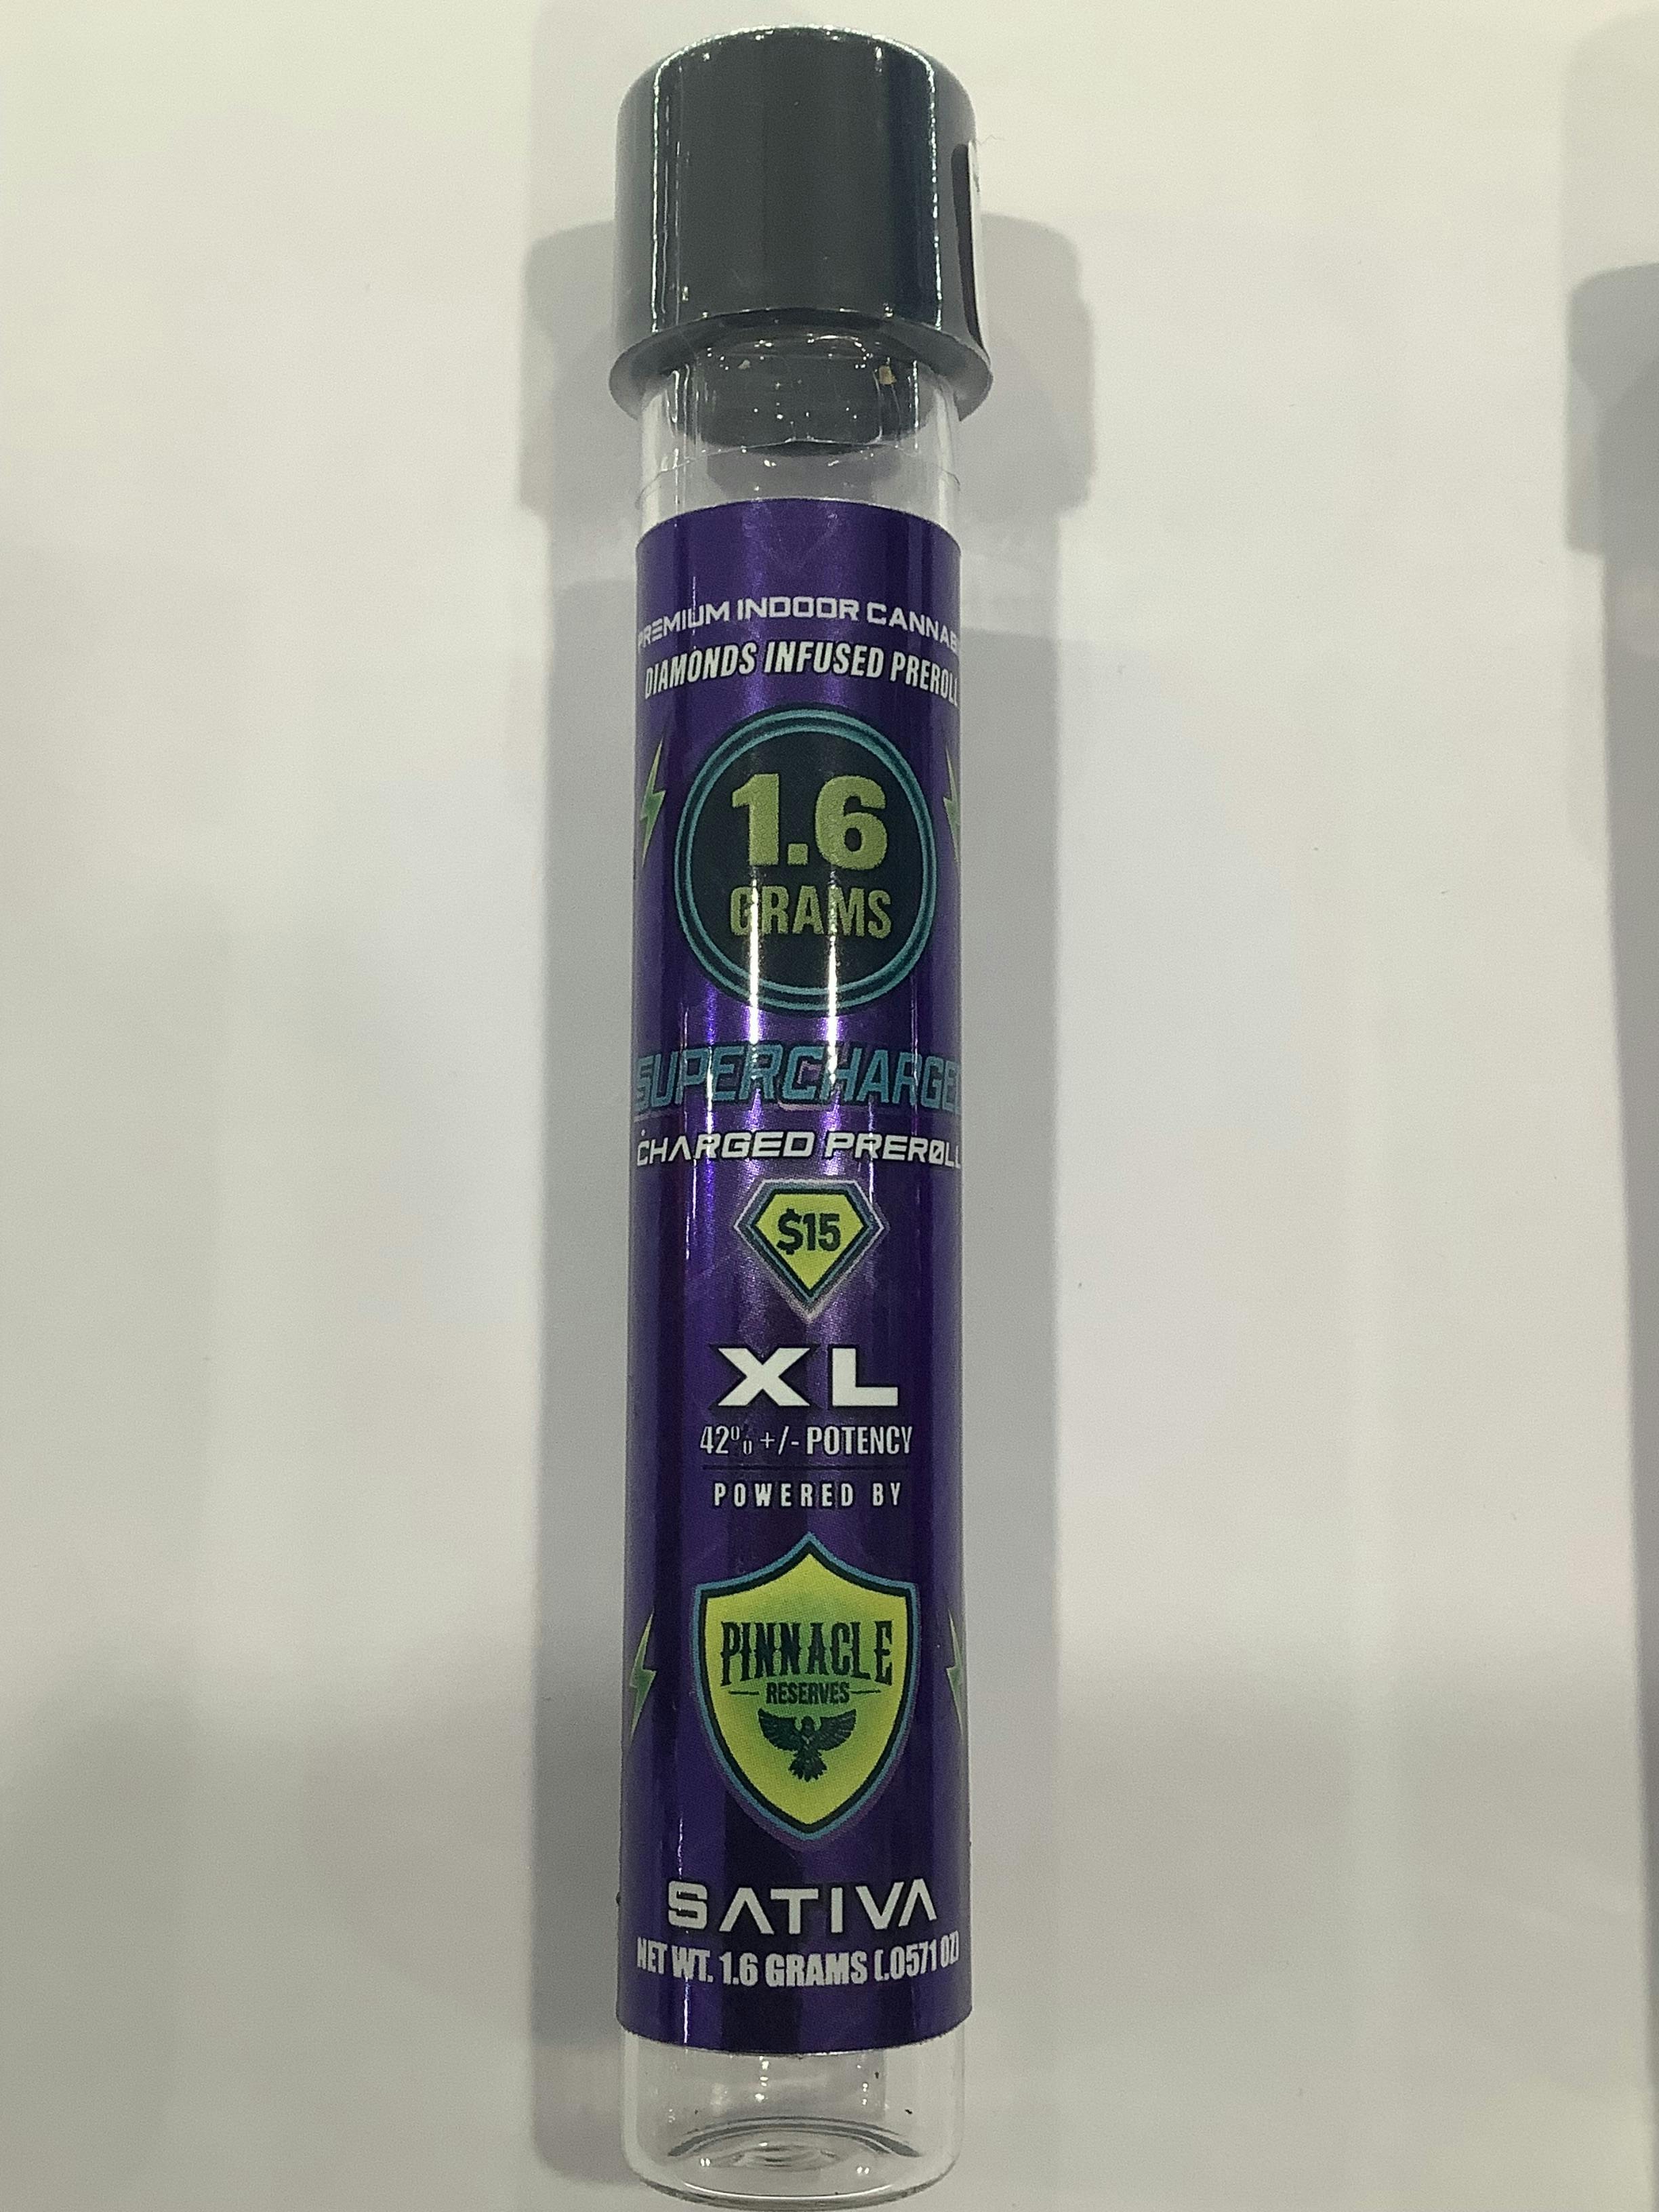 PREMIUM INDOOR CANNAB
DIAMONDS INFUSED PREROLL
1.6
GRAMS
SUPERCHARGED
CHARGED PREROLL
$15
XL
42% +/- POTENCY
POWERED BY
PINNACLE
RESERVES
SATIVA
NET WT. 1.6 GRAMS (.0571 OZ)